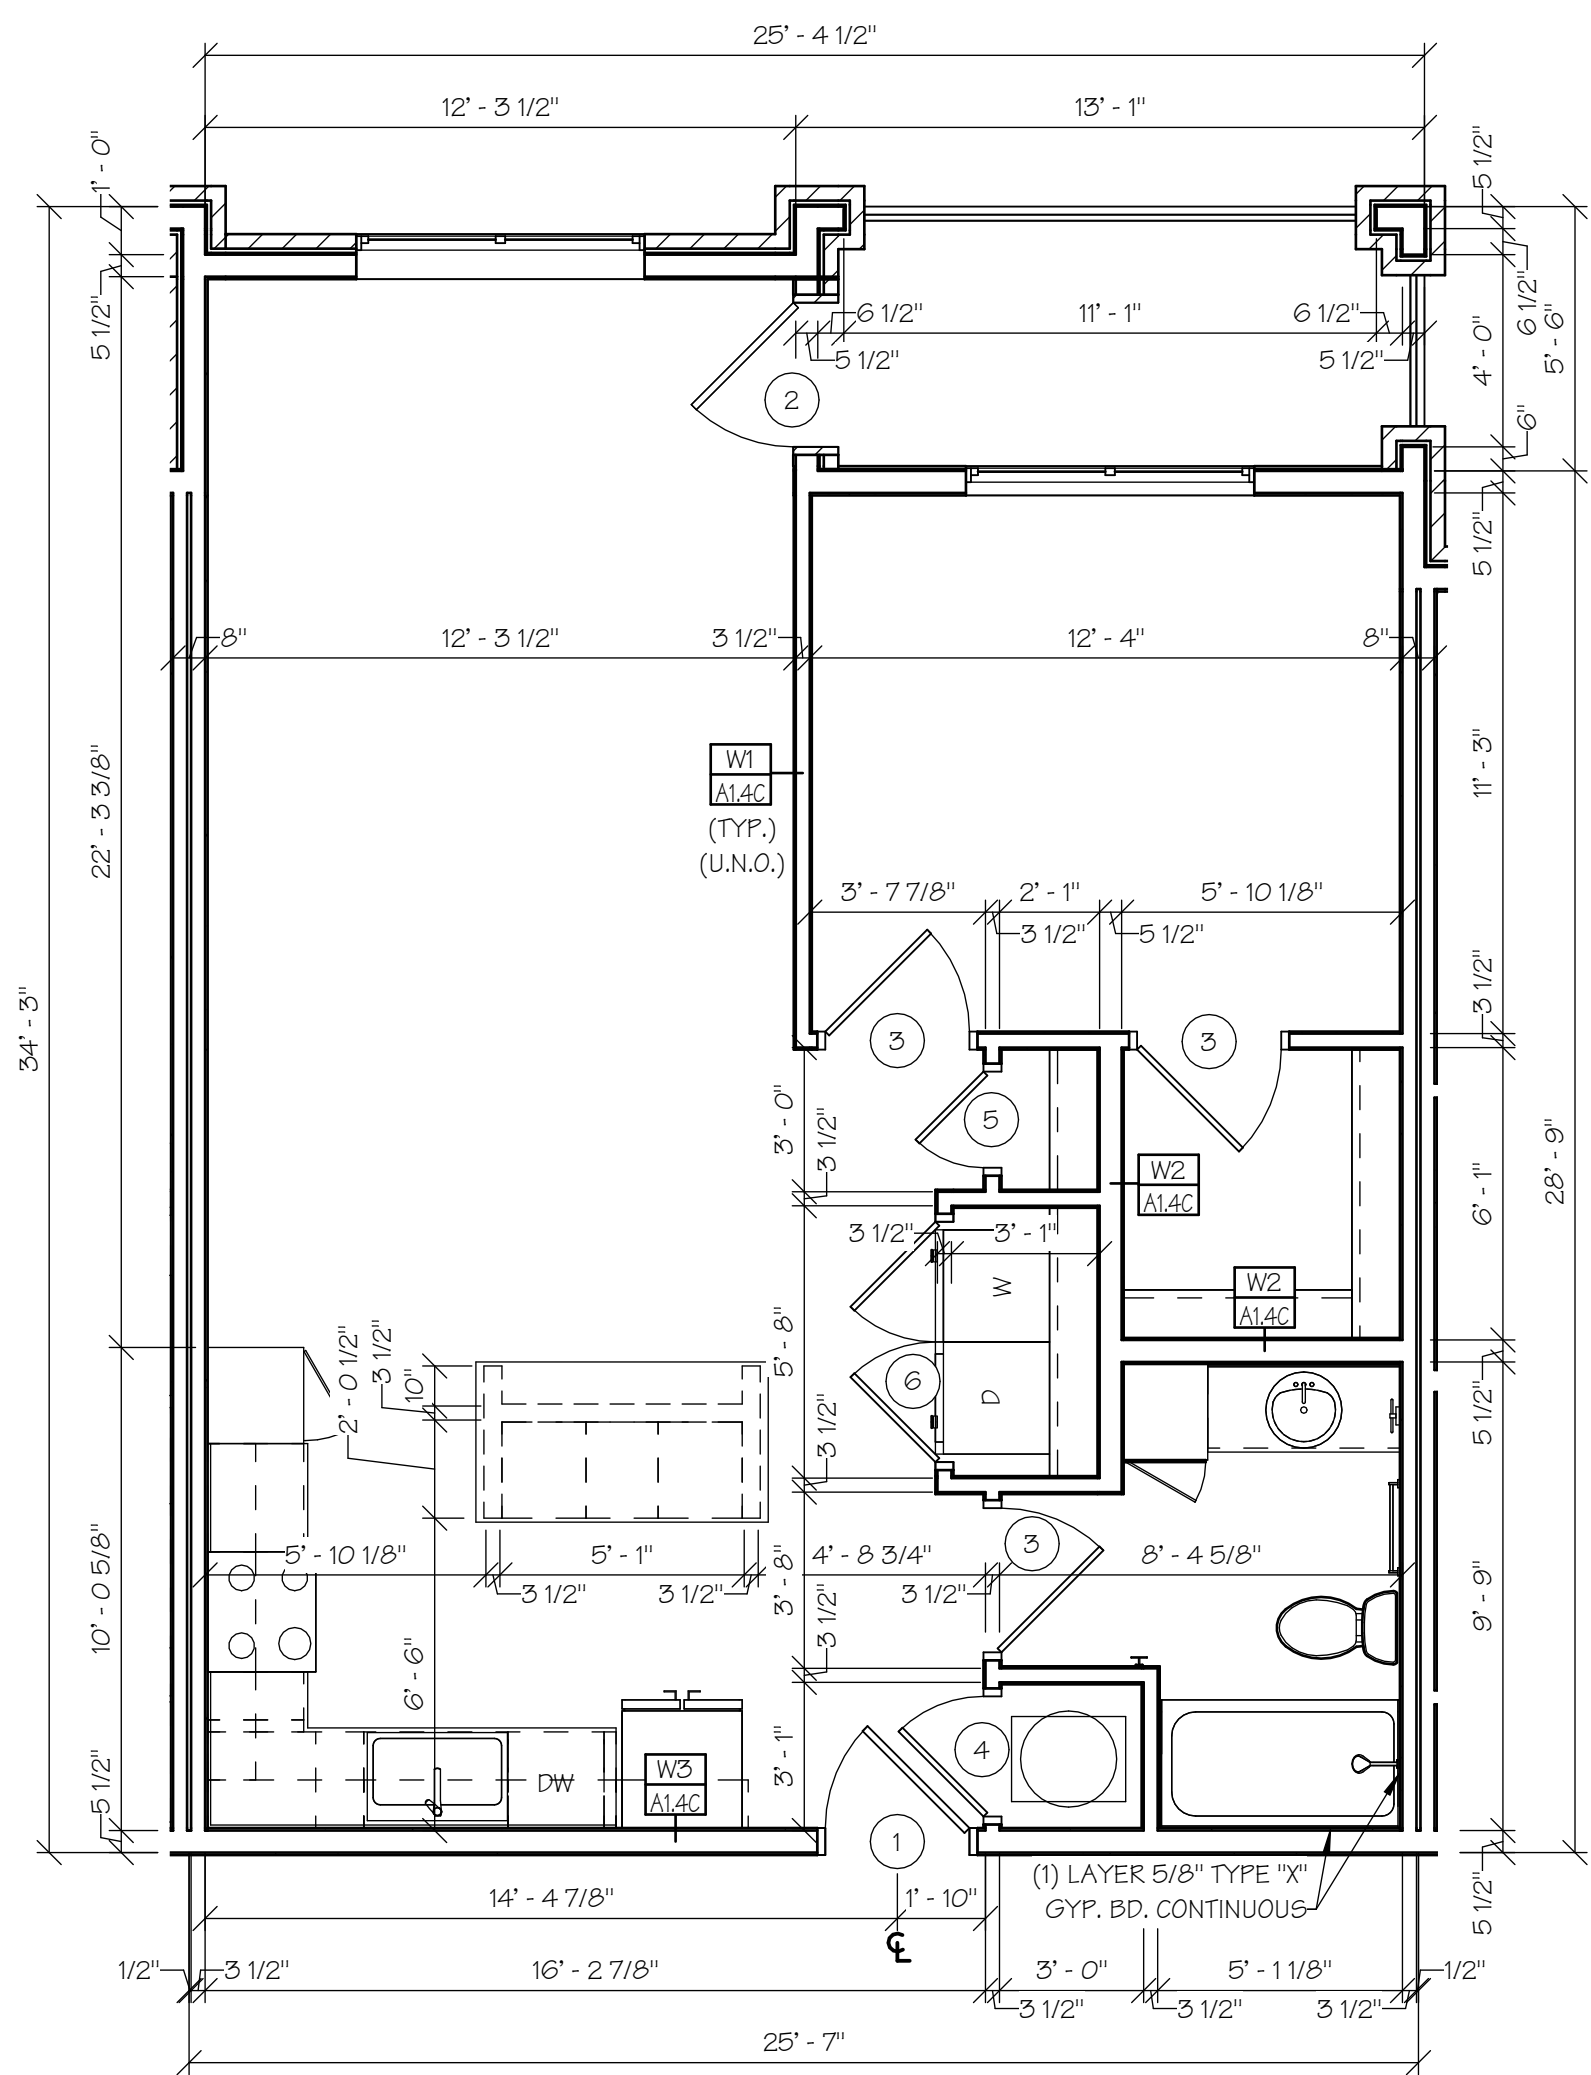 25' - 4 1/2"
12' - 3 1/2"
13' - 1"
1' - 0"
5 1/2"
5 1/2"
6 1/2"
11' - 1"
6 1/2"
5 1/2"
5 1/2"
6 1/2"
4' - 0"
5' - 6"
2
6"
5 1/2"
8"
12' - 3 1/2"
3 1/2"
12' - 4"
8"
W1
A1.4C
(TYP.)
(U.N.O.)
22' - 3 3/8"
11' - 3"
3' - 7 7/8"
2' - 1"
5' - 10 1/8"
3 1/2"
5 1/2"
34' - 3"
3 1/2"
3
3
5
3' - 0"
3 1/2"
W2
A1.4C
6' - 1"
28' - 9"
3 1/2"
3' - 1"
W
W2
A1.4C
5' - 8"
2' - 0 1/2"
3 1/2"
10"
6
D
3 1/2"
5 1/2"
10' - 0 5/8"
5' - 10 1/8"
5' - 1"
4' - 8 3/4"
3
8' - 4 5/8"
3 1/2"
3 1/2"
3 1/2"
3' - 8"
3 1/2"
9' - 9"
6' - 6"
4
3' - 1"
W3
A1.4C
DW
5 1/2"
1
(1) LAYER 5/8" TYPE "X"
GYP. BD. CONTINUOUS
5 1/2"
14' - 4 7/8"
1' - 10"
CL
1/2"
3 1/2"
16' - 2 7/8"
3' - 0"
5' - 1 1/8"
1/2"
3 1/2"
3 1/2"
3 1/2"
25' - 7"